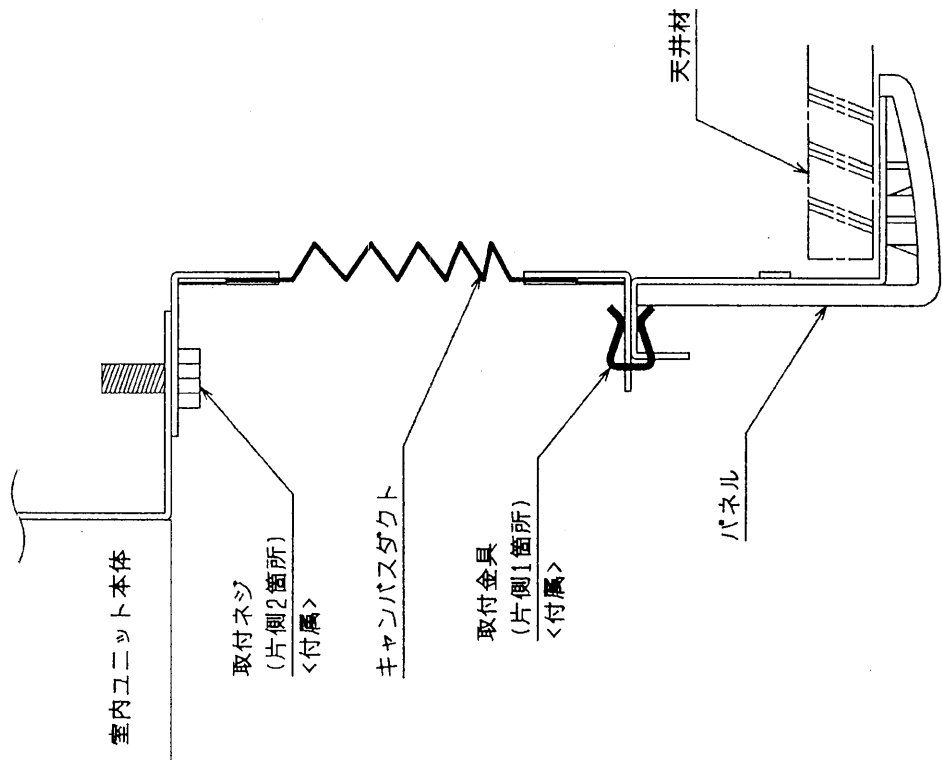 室内ユニット本体
取付ネジ
(片側2箇所)
<付属>
キャンバスダクト
取付金具
(片側1箇所)
<付属>
パネル
天井材